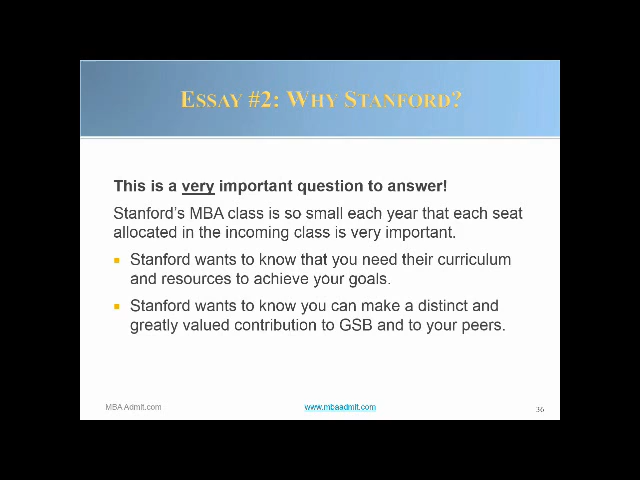 ESSAY #2: WHY STANFORD?
This is a very important question to answer!
Stanford's MBA class is so small each year that each seat
allocated in the incoming class is very important.
Stanford wants to know that you need their curriculum
and resources to achieve your goals.
Stanford wants to know you can make a distinct and
greatly valued contribution to GSB and to your peers.
MBA Admit.com
www.mbaadmit.com
36